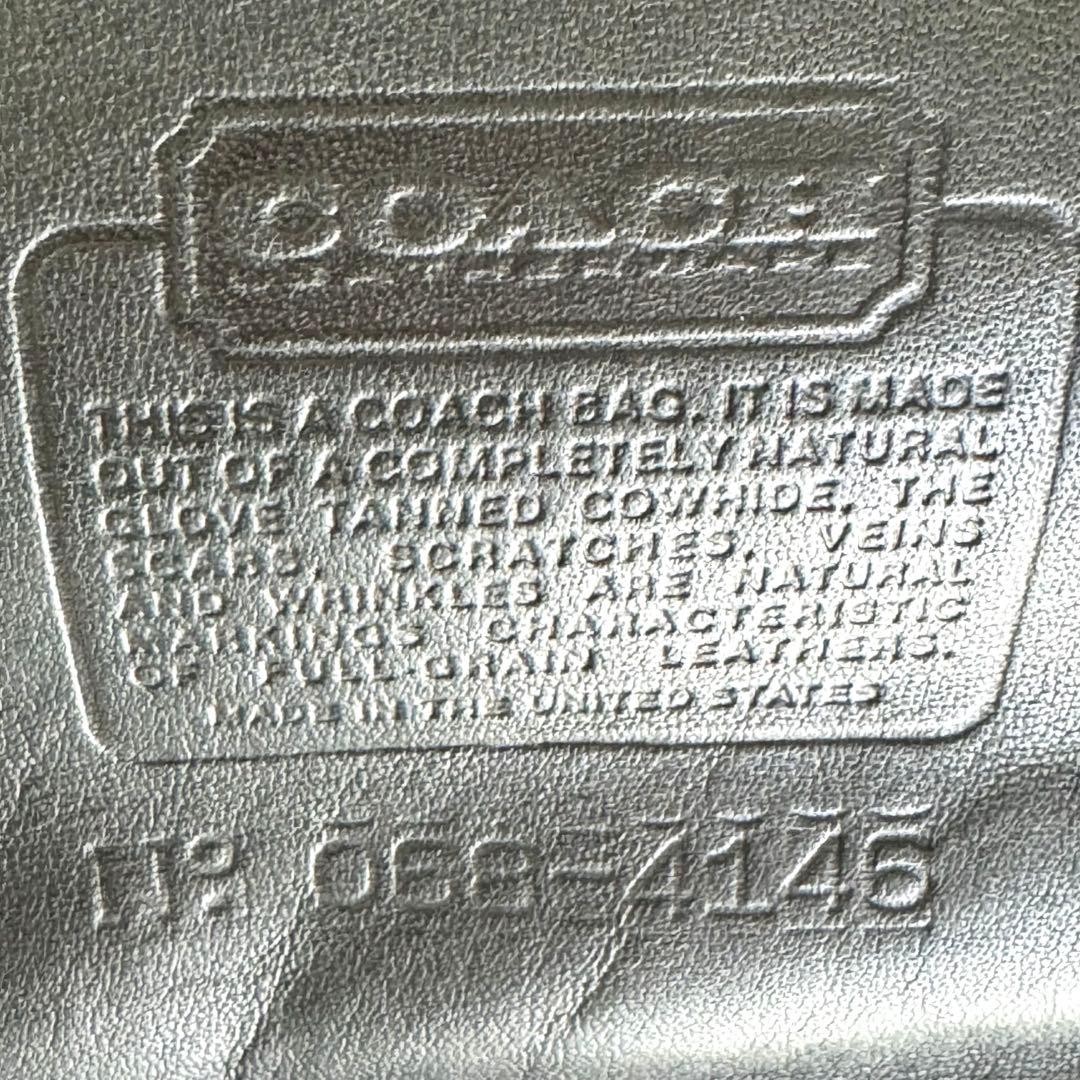 COACH
THIS IS A COACH BAG. IT IS MADE
OUT OF A COMPLETELY NATURAL
GLOVE TANNED COWHIDE. THE
SCARS, SCRATCHES, VEINS
AND WRINKLES ARE NATURAL
MARKINGS CHARACTERISTIC
OF FULL-GRAIN LEATHERS.
MADE IN THE UNITED STATES
Nº